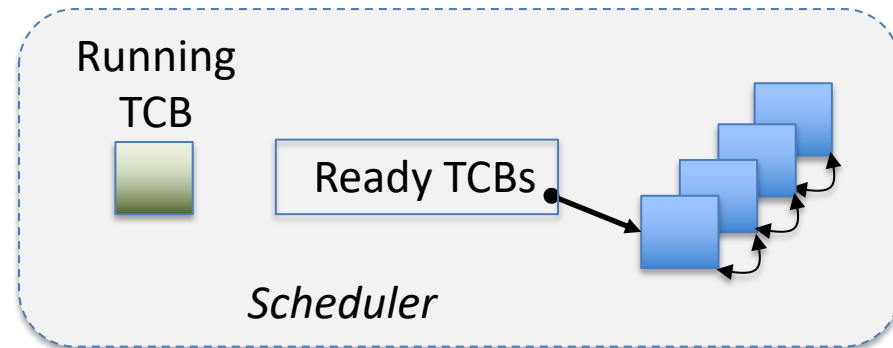 Running
TCB
Ready TCBs
Scheduler